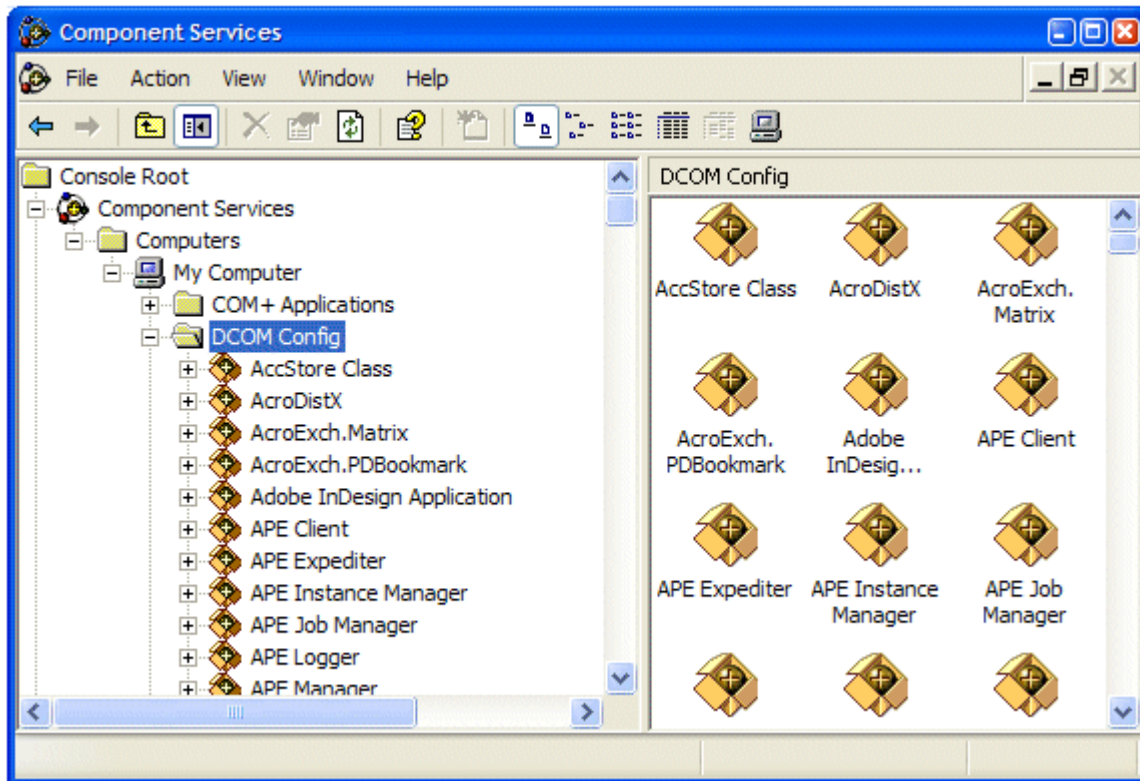 Component Services
File Action View Window Help
Console Root
Component Services
Computers
My Computer
COM+ Applications
DCOM Config
AccStore Class
AcroDistX
AcroExch.Matrix
AcroExch.PDBookmark
Adobe InDesign Application
APE Client
APE Expediter
APE Instance Manager
APE Job Manager
APE Logger
APE Manager
DCOM Config
AccStore Class
AcroDistX
AcroExch.
Matrix
AcroExch.
PDBookmark
Adobe
InDesig...
APE Client
APE Expediter
APE Instance
Manager
APE Job
Manager